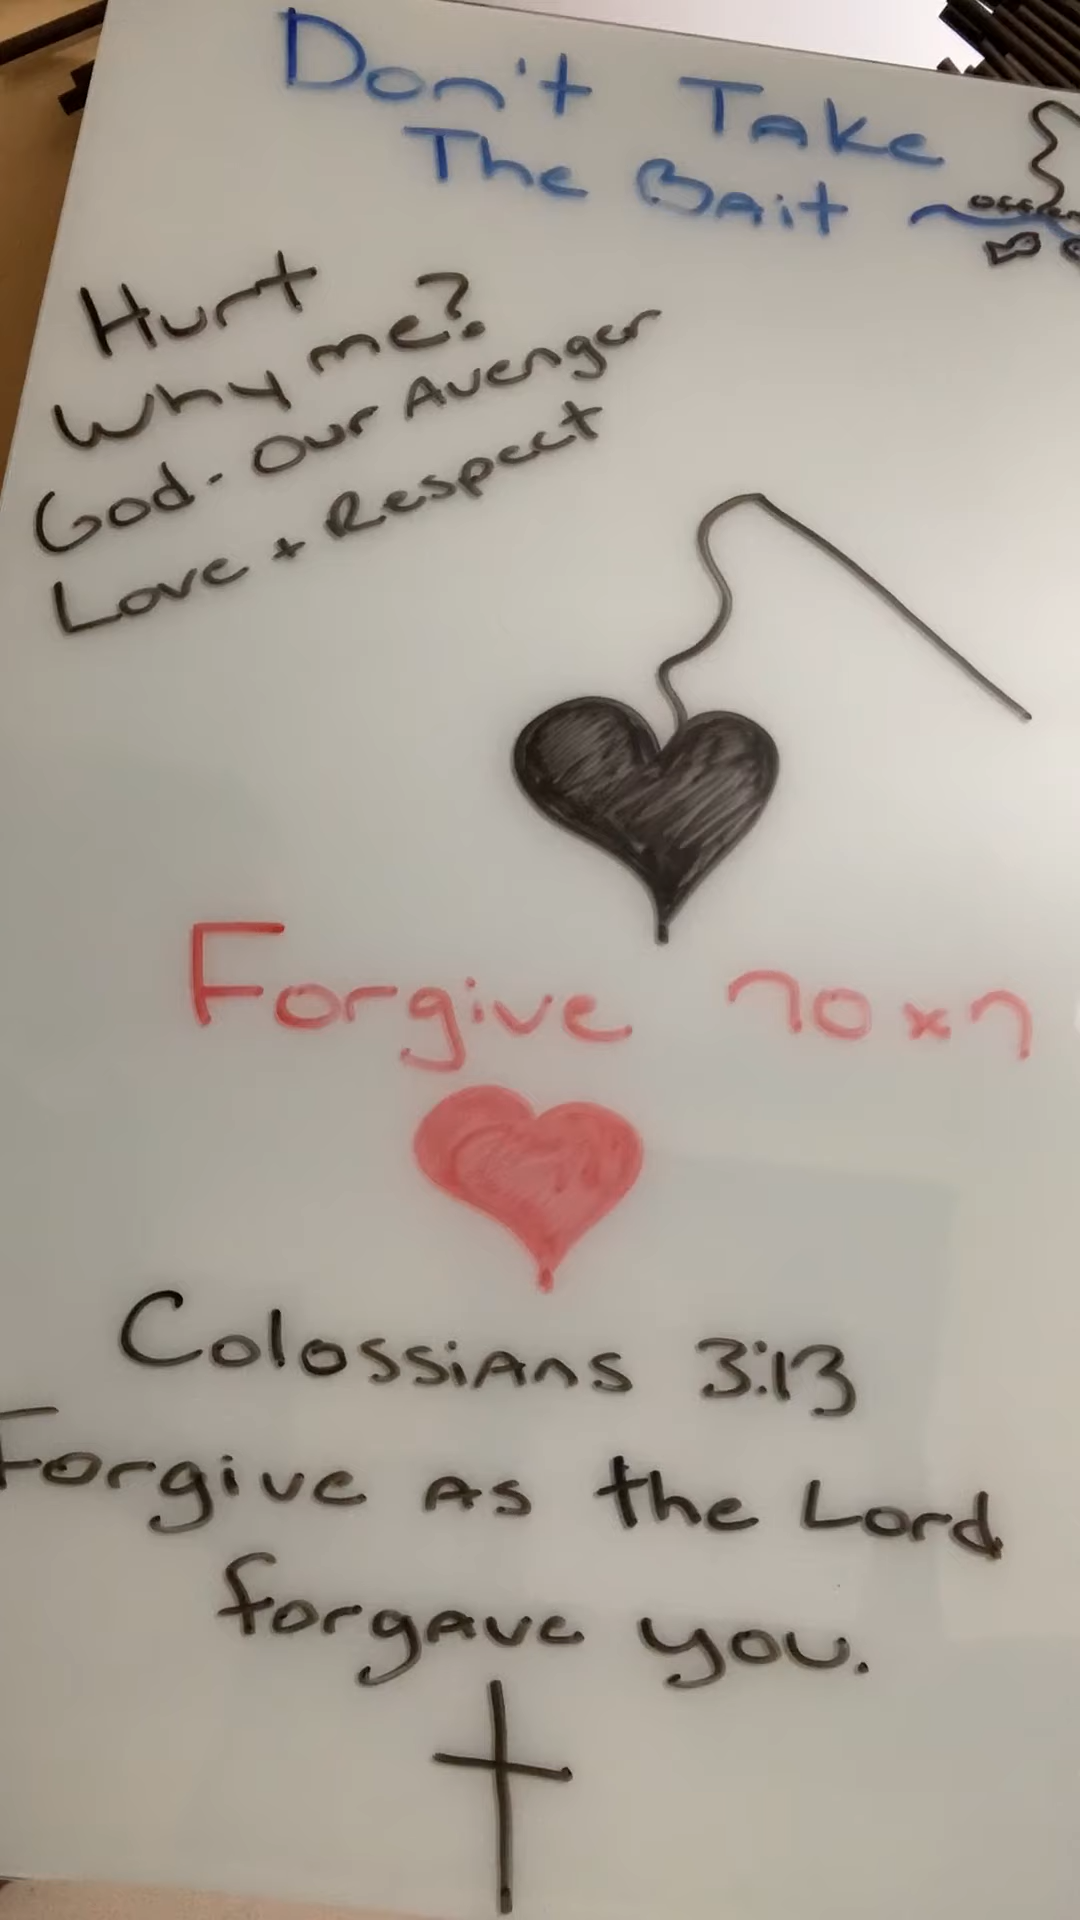 Don't Take
The Bait
Hurt
Why me?
God - Our Avenger
Love + Respect
Forgive 70x7
Colossians 3:13
Forgive as the Lord
forgave you.